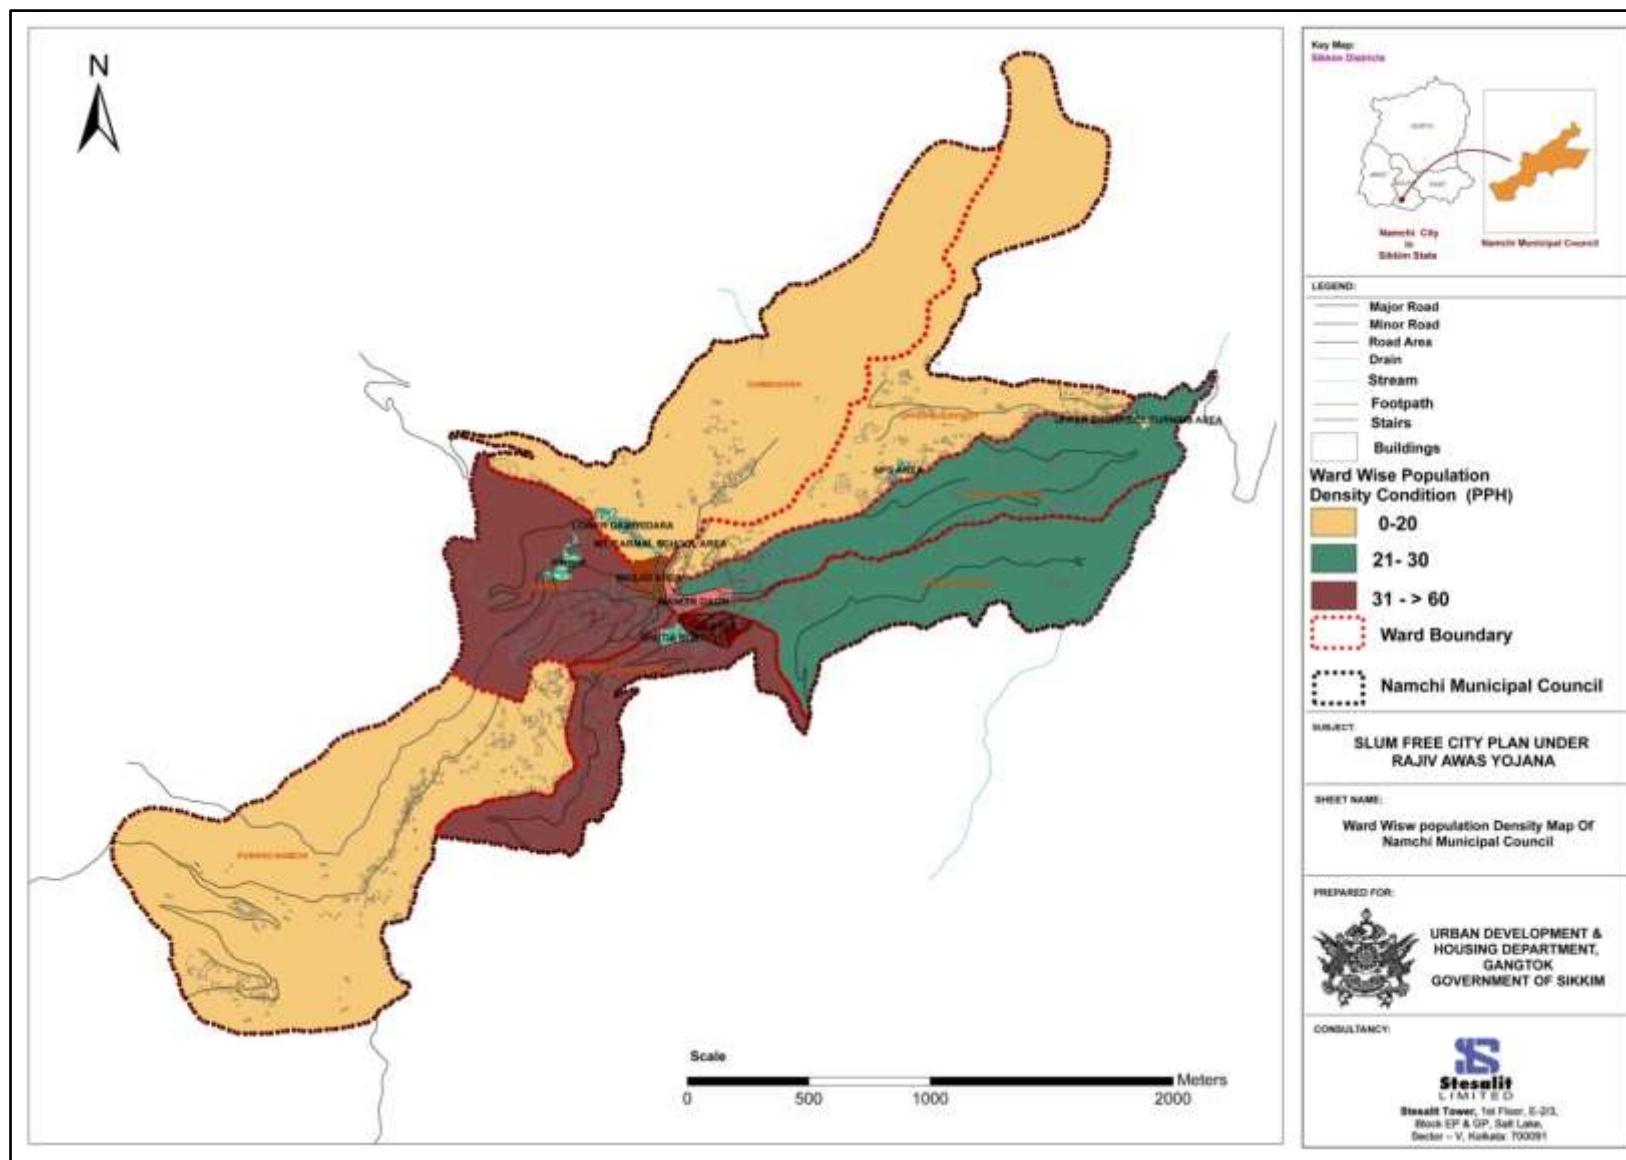 N
LOWER DAMBUDARA
MT CARMAL SCHOOL AREA
Scale
Meters
0
500
1000
2000
Key Map:
Sikkim Districts
Namchi City
in
Sikkim State
Namchi Municipal Council
LEGEND:
Major Road
Minor Road
Road Area
Drain
Stream
Footpath
Stairs
Buildings
Ward Wise Population
Density Condition (PPH)
0-20
21- 30
31 - > 60
Ward Boundary
Namchi Municipal Council
SUBJECT:
SLUM FREE CITY PLAN UNDER
RAJIV AWAS YOJANA
SHEET NAME:
Ward Wisw population Density Map Of
Namchi Municipal Council
PREPARED FOR:
URBAN DEVELOPMENT &
HOUSING DEPARTMENT,
GANGTOK
GOVERNMENT OF SIKKIM
CONSULTANCY:
Stesalit
LIMITED
Stesalit Tower, 1st Floor, E-2/3,
Block EP & GP, Salt Lake,
Sector – V, Kolkata: 700091